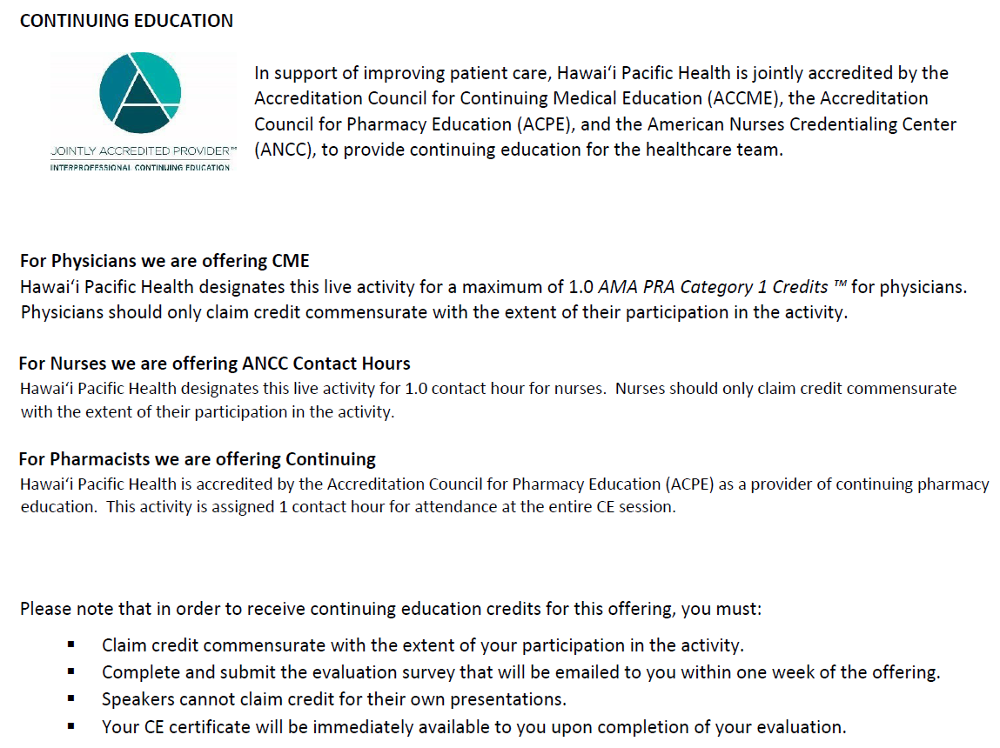 CONTINUING EDUCATION
JOINTLY ACCREDITED PROVIDER™
INTERPROFESSIONAL CONTINUING EDUCATION
In support of improving patient care, Hawai‘i Pacific Health is jointly accredited by the
Accreditation Council for Continuing Medical Education (ACCME), the Accreditation
Council for Pharmacy Education (ACPE), and the American Nurses Credentialing Center
(ANCC), to provide continuing education for the healthcare team.
For Physicians we are offering CME
Hawai‘i Pacific Health designates this live activity for a maximum of 1.0 AMA PRA Category 1 Credits ™ for physicians.
Physicians should only claim credit commensurate with the extent of their participation in the activity.
For Nurses we are offering ANCC Contact Hours
Hawai‘i Pacific Health designates this live activity for 1.0 contact hour for nurses.  Nurses should only claim credit commensurate
with the extent of their participation in the activity.
For Pharmacists we are offering Continuing
Hawai‘i Pacific Health is accredited by the Accreditation Council for Pharmacy Education (ACPE) as a provider of continuing pharmacy
education.  This activity is assigned 1 contact hour for attendance at the entire CE session.
Please note that in order to receive continuing education credits for this offering, you must:
▪ Claim credit commensurate with the extent of your participation in the activity.
▪ Complete and submit the evaluation survey that will be emailed to you within one week of the offering.
▪ Speakers cannot claim credit for their own presentations.
▪ Your CE certificate will be immediately available to you upon completion of your evaluation.